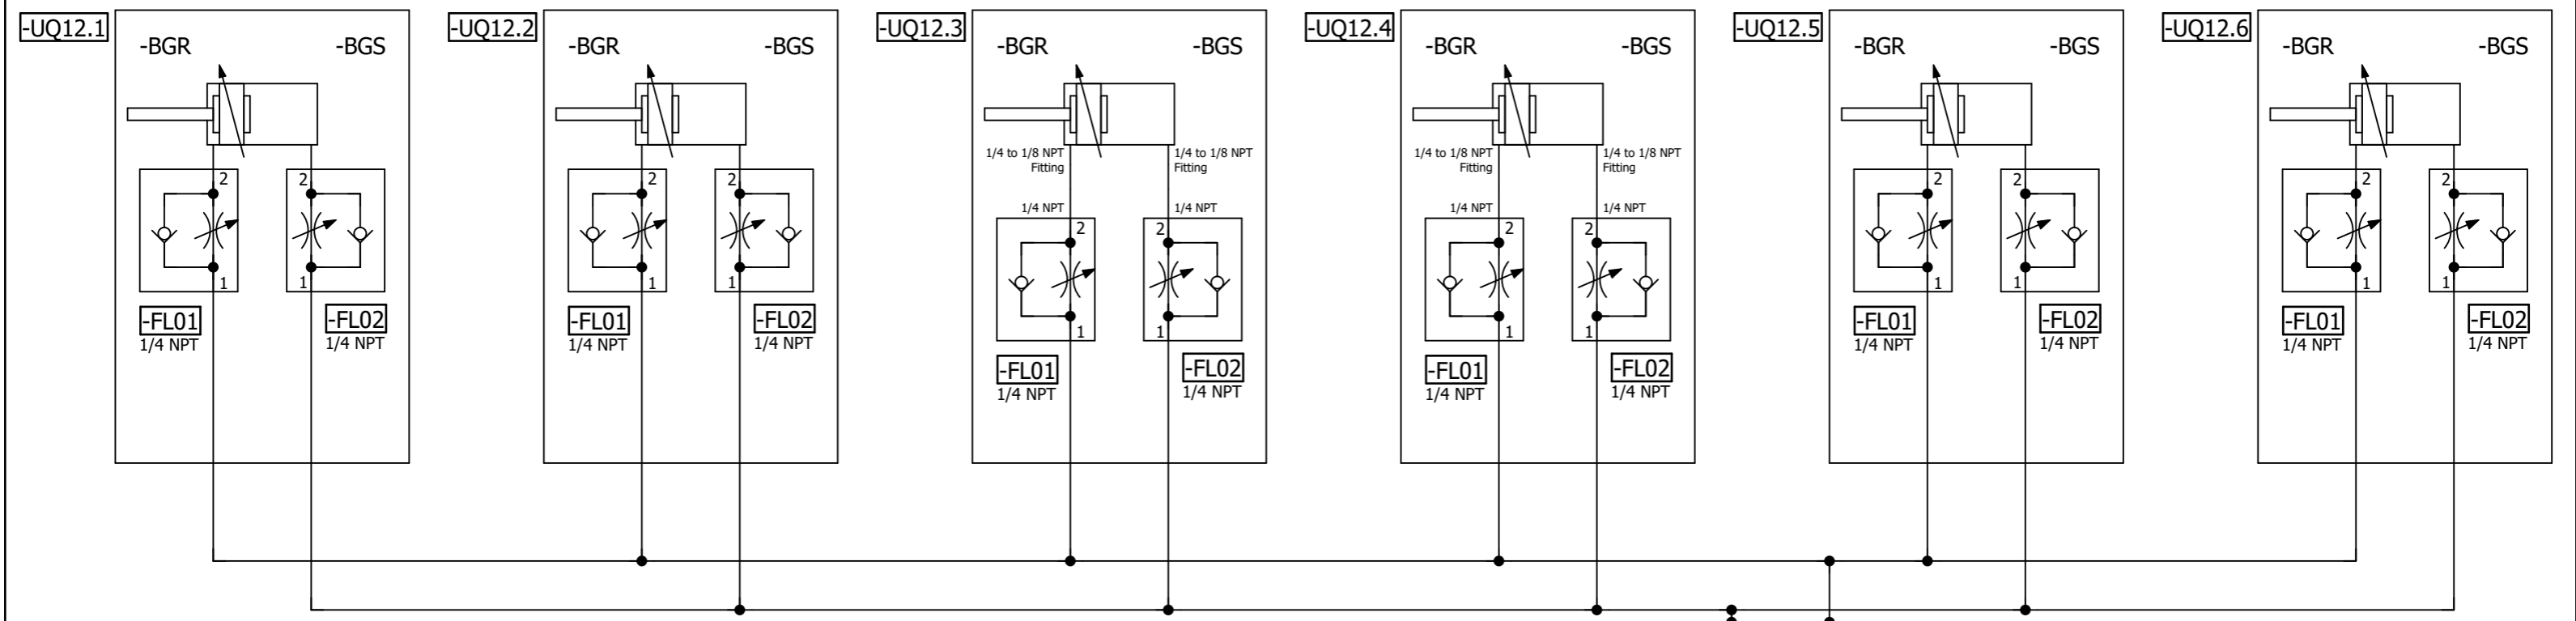 -UQ12.1
-BGR
-BGS
2
2
1
1
-FL01
1/4 NPT
-FL02
1/4 NPT
-UQ12.2
-BGR
-BGS
2
2
1
1
-FL01
1/4 NPT
-FL02
1/4 NPT
-UQ12.3
-BGR
-BGS
1/4 to 1/8 NPT
Fitting
1/4 to 1/8 NPT
Fitting
1/4 NPT
1/4 NPT
2
2
1
1
-FL01
1/4 NPT
-FL02
1/4 NPT
-UQ12.4
-BGR
-BGS
1/4 to 1/8 NPT
Fitting
1/4 to 1/8 NPT
Fitting
1/4 NPT
1/4 NPT
2
2
1
1
-FL01
1/4 NPT
-FL02
1/4 NPT
-UQ12.5
-BGR
-BGS
2
2
1
1
-FL01
1/4 NPT
-FL02
1/4 NPT
-UQ12.6
-BGR
-BGS
2
2
1
1
-FL01
1/4 NPT
-FL02
1/4 NPT